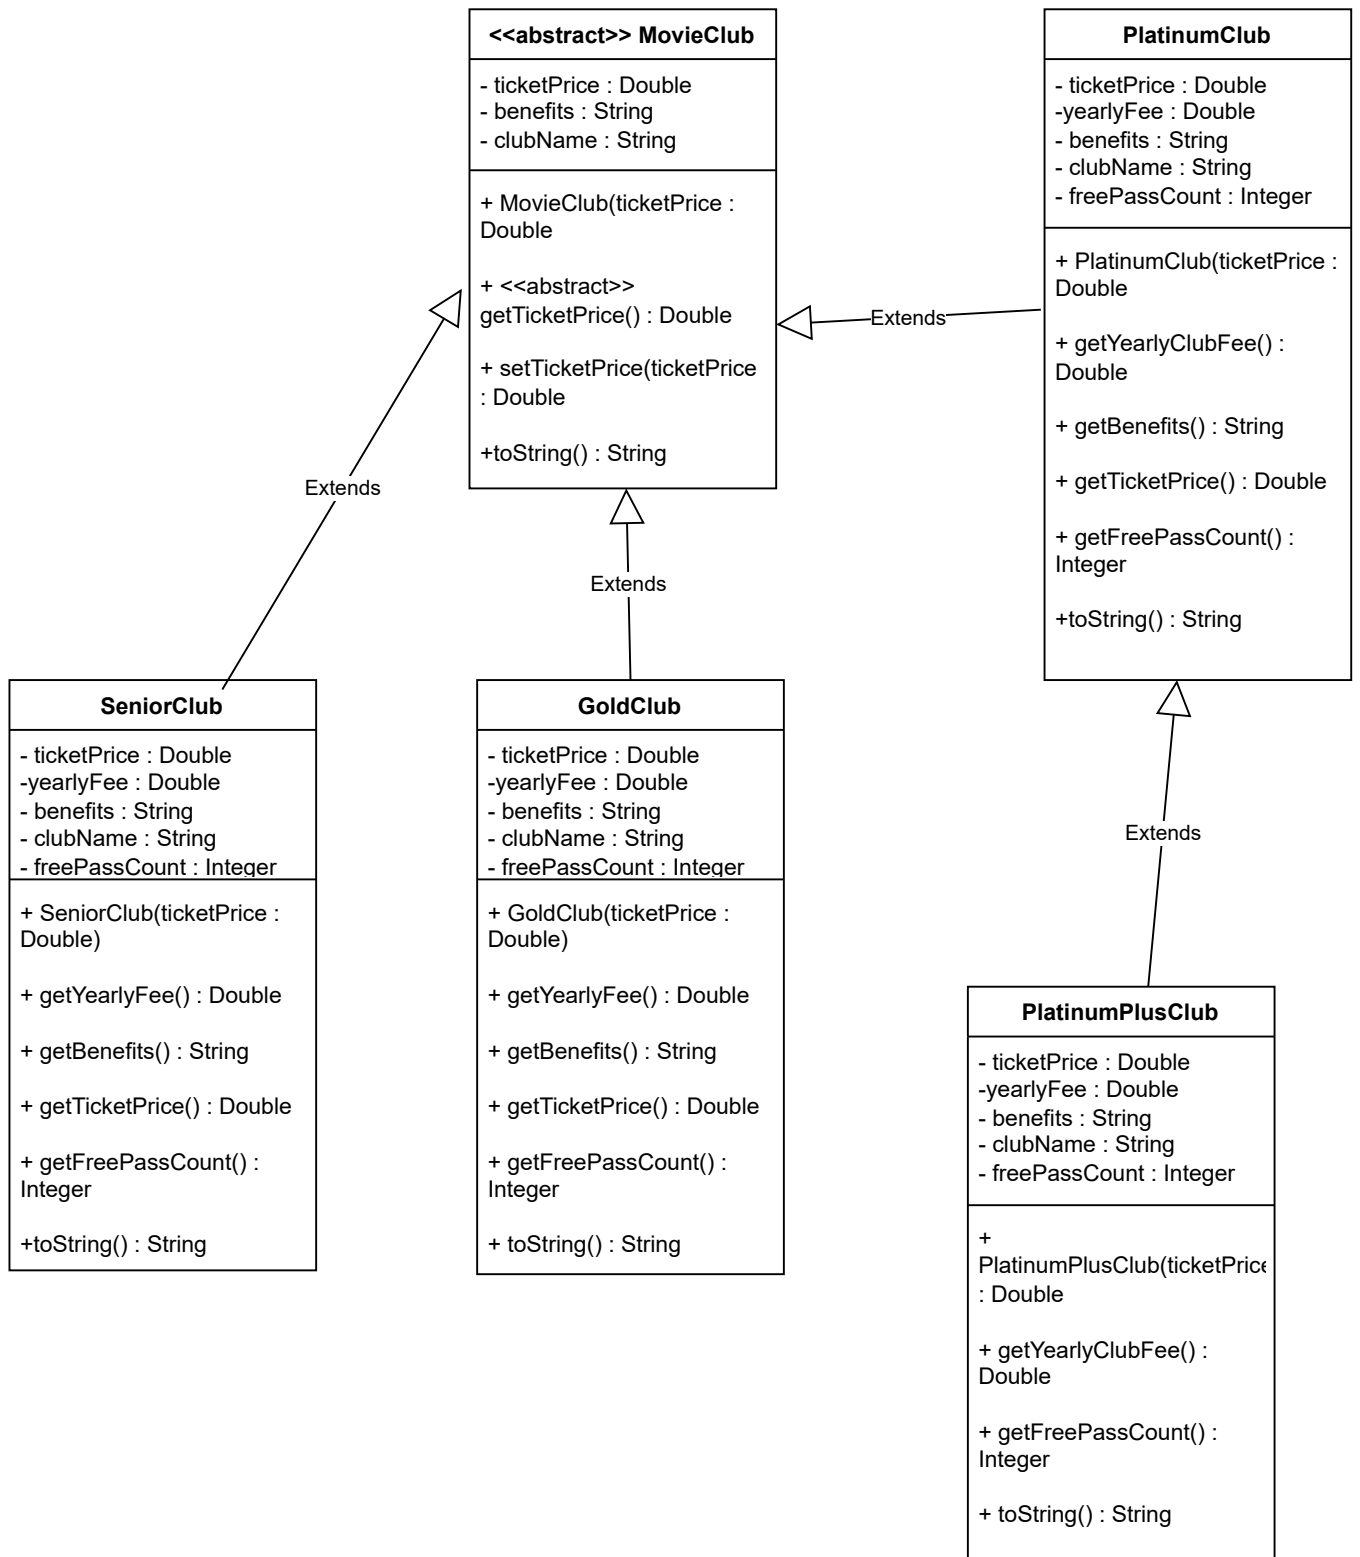 <<abstract>> MovieClub
- ticketPrice : Double
- benefits : String
- clubName : String
+ MovieClub(ticketPrice :
Double
+ <<abstract>>
getTicketPrice() : Double
+ setTicketPrice(ticketPrice
: Double
+toString() : String
PlatinumClub
- ticketPrice : Double
-yearlyFee : Double
- benefits : String
- clubName : String
- freePassCount : Integer
+ PlatinumClub(ticketPrice :
Double
+ getYearlyClubFee() :
Double
+ getBenefits() : String
+ getTicketPrice() : Double
+ getFreePassCount() :
Integer
+toString() : String
Extends
Extends
Extends
Extends
SeniorClub
- ticketPrice : Double
-yearlyFee : Double
- benefits : String
- clubName : String
- freePassCount : Integer
+ SeniorClub(ticketPrice :
Double)
+ getYearlyFee() : Double
+ getBenefits() : String
+ getTicketPrice() : Double
+ getFreePassCount() :
Integer
+toString() : String
GoldClub
- ticketPrice : Double
-yearlyFee : Double
- benefits : String
- clubName : String
- freePassCount : Integer
+ GoldClub(ticketPrice :
Double)
+ getYearlyFee() : Double
+ getBenefits() : String
+ getTicketPrice() : Double
+ getFreePassCount() :
Integer
+ toString() : String
PlatinumPlusClub
- ticketPrice : Double
-yearlyFee : Double
- benefits : String
- clubName : String
- freePassCount : Integer
+
PlatinumPlusClub(ticketPrice
: Double
+ getYearlyClubFee() :
Double
+ getFreePassCount() :
Integer
+ toString() : String